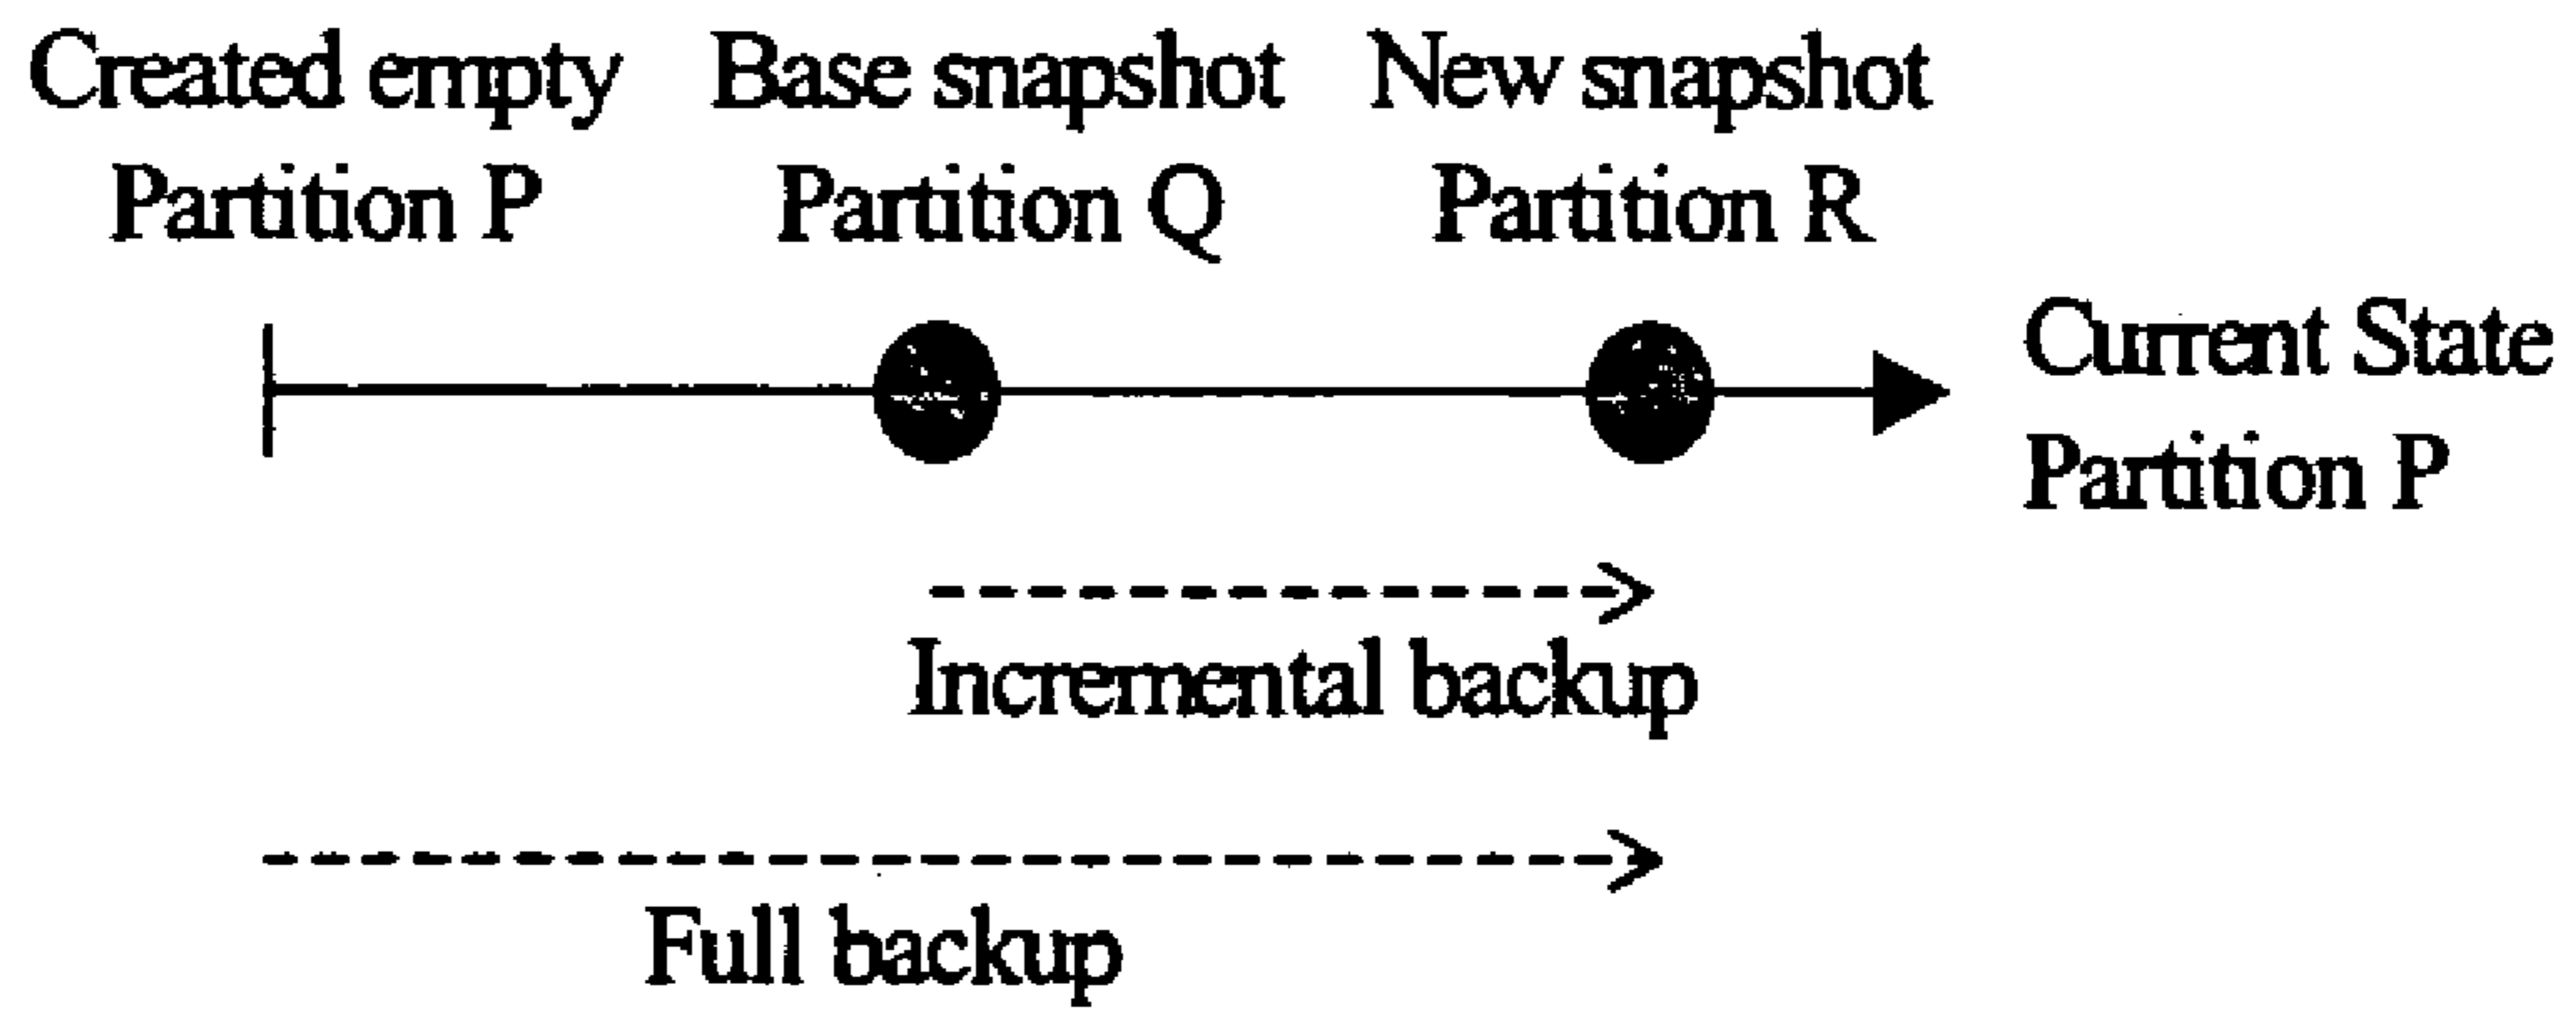 Created empty
Partition P
Base snapshot
Partition Q
New snapshot
Partition R
Current State
Partition P
Incremental backup
Full backup